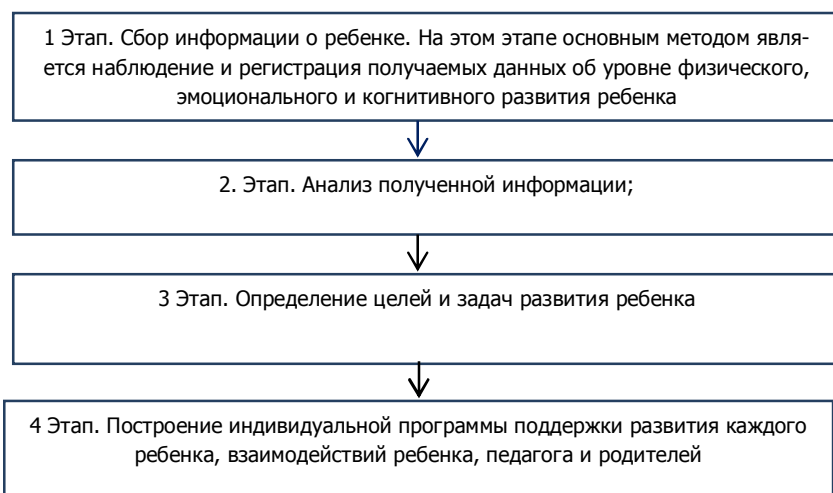 1 Этап. Сбор информации о ребенке. На этом этапе основным методом явля-
ется наблюдение и регистрация получаемых данных об уровне физического,
эмоционального и когнитивного развития ребенка
2. Этап. Анализ полученной информации;
3 Этап. Определение целей и задач развития ребенка
4 Этап. Построение индивидуальной программы поддержки развития каждого
ребенка, взаимодействий ребенка, педагога и родителей